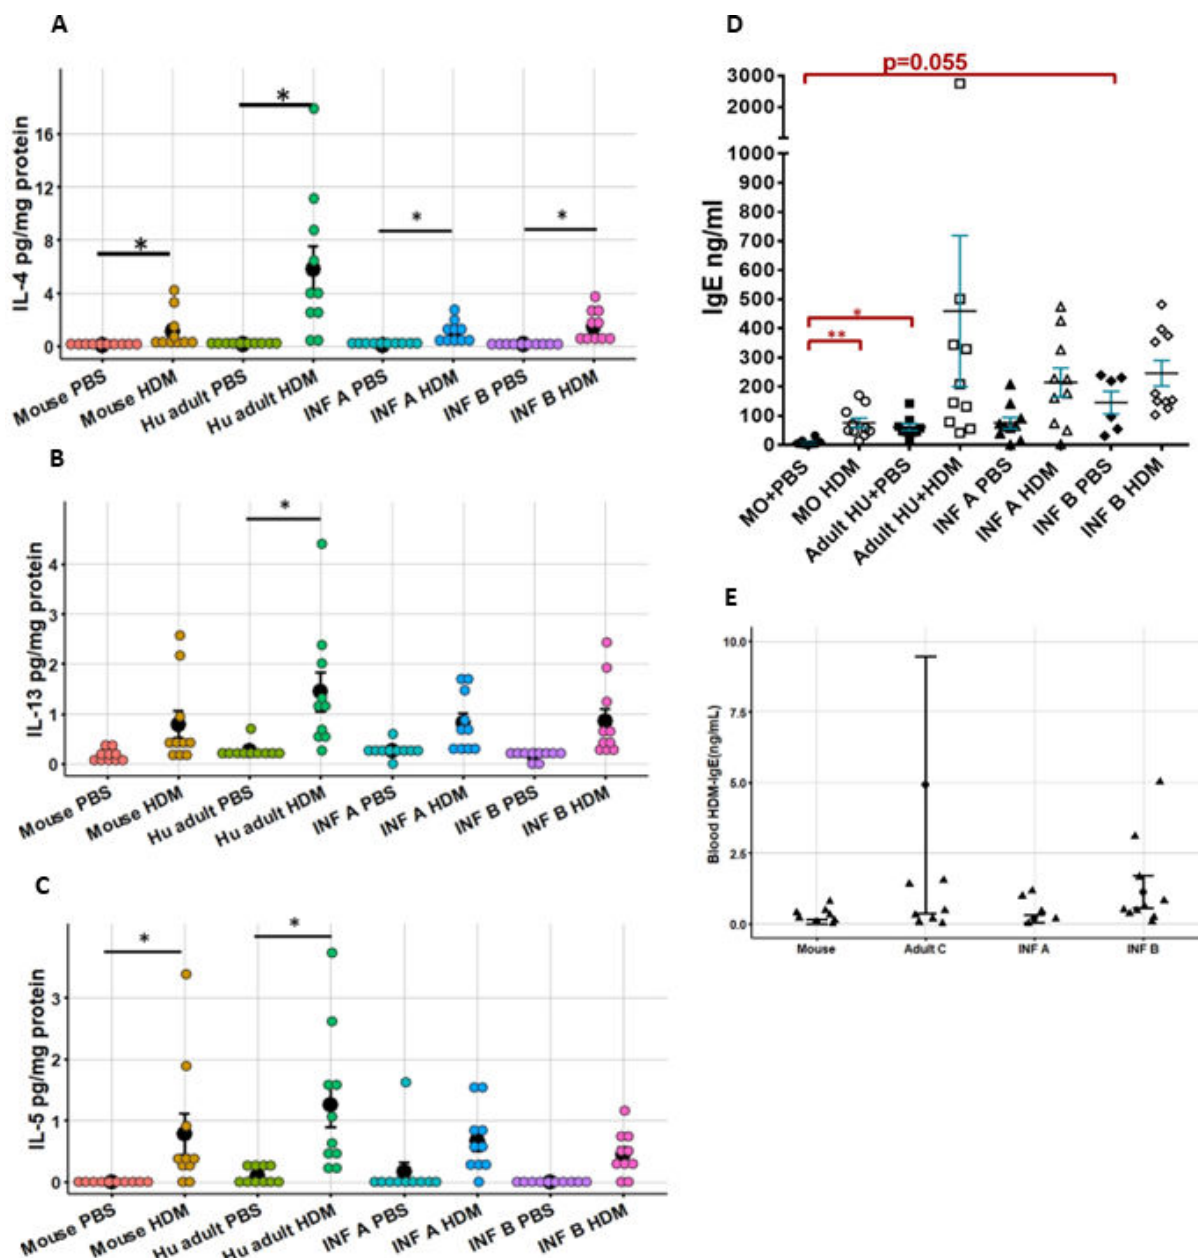 A
IL-4 pg/mg protein
16
12
8
4
0
*
*
*
*
Mouse PBS
Mouse HDM
Hu adult PBS
Hu adult HDM
INF A PBS
INF A HDM
INF B PBS
INF B HDM
B
IL-13 pg/mg protein
4
3
2
1
0
*
Mouse PBS
Mouse HDM
Hu adult PBS
Hu adult HDM
INF A PBS
INF A HDM
INF B PBS
INF B HDM
C
IL-5 pg/mg protein
3
2
1
0
*
*
Mouse PBS
Mouse HDM
Hu adult PBS
Hu adult HDM
INF A PBS
INF A HDM
INF B PBS
INF B HDM
D
p=0.055
IgE ng/ml
3000
2000
1000
900
800
700
600
500
400
300
200
100
0
*
**
MO+PBS
MO HDM
Adult HU+PBS
Adult HU+HDM
INF A PBS
INF A HDM
INF B PBS
INF B HDM
E
Blood HDM-IgE(ng/mL)
10.0
7.5
5.0
2.5
0.0
Mouse
Adult C
INF A
INF B